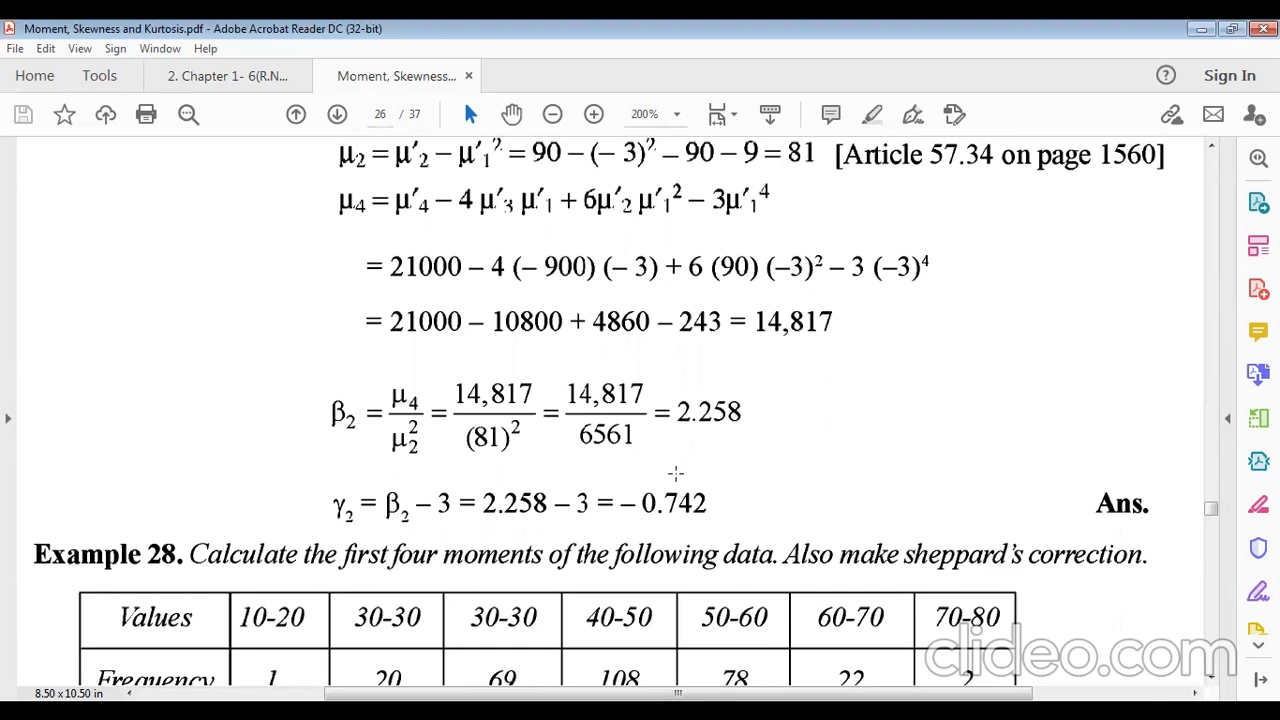 Moment, Skewness and Kurtosis.pdf - Adobe Acrobat Reader DC (32-bit)
File Edit View Sign Window Help
Home Tools 2. Chapter 1- 6(R.N... Moment, Skewness... × Sign In
26 / 37 200%
μ₂ = μ′₂ − μ′₁² = 90 − (− 3)² − 90 − 9 = 81 [Article 57.34 on page 1560]
μ₄ = μ′₄ − 4 μ′₃ μ′₁ + 6μ′₂ μ′₁² − 3μ′₁⁴
= 21000 − 4 (− 900) (− 3) + 6 (90) (−3)² − 3 (−3)⁴
= 21000 − 10800 + 4860 − 243 = 14,817
β₂ = μ₄/μ₂² = 14,817/(81)² = 14,817/6561 = 2.258
γ₂ = β₂ − 3 = 2.258 − 3 = − 0.742 Ans.
Example 28. Calculate the first four moments of the following data. Also make sheppard's correction.
Values 10-20 30-30 30-30 40-50 50-60 60-70 70-80
Frequency 1 20 69 108 78 22 2
clideo.com
8.50 x 10.50 in